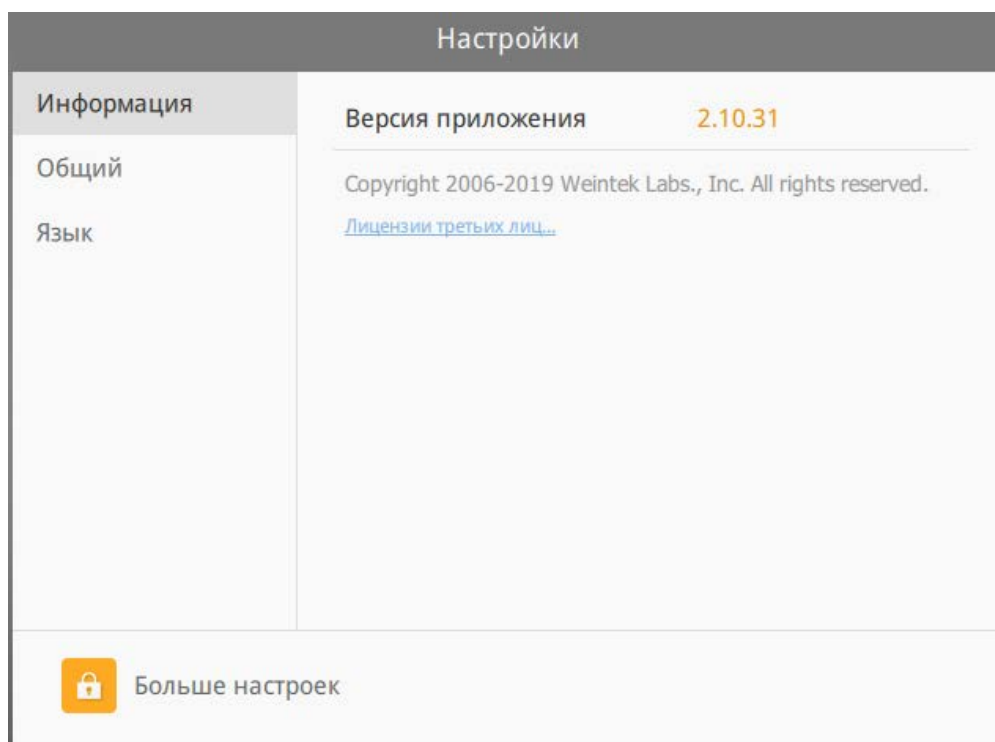 Настройки
Информация
Общий
Язык
Версия приложения 2.10.31
Copyright 2006-2019 Weintek Labs., Inc. All rights reserved.
Лицензии третьих лиц...
Больше настроек